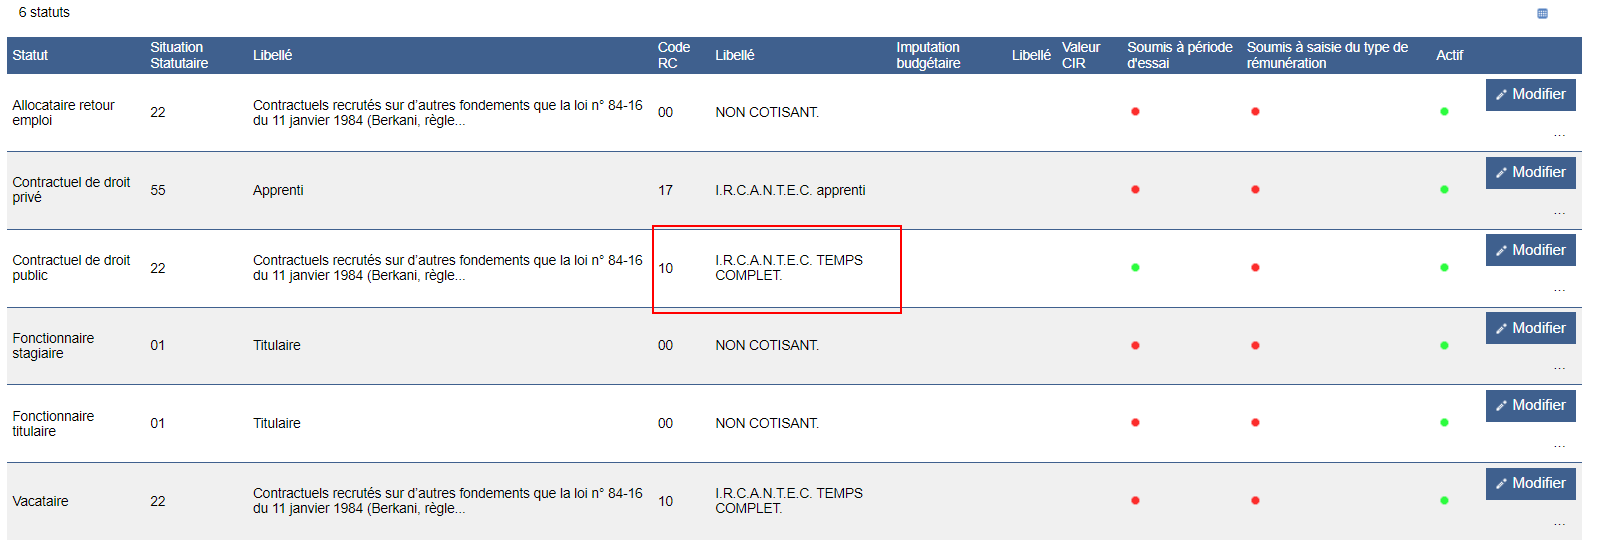 6 statuts
Statut
Situation
Statutaire
Libellé
Code
RC
Libellé
Imputation
budgétaire
Libellé
Valeur
CIR
Soumis à période
d'essai
Soumis à saisie du type de
rémunération
Actif
Allocataire retour
emploi
22
Contractuels recrutés sur d’autres fondements que la loi n° 84-16
du 11 janvier 1984 (Berkani, règle...
00
NON COTISANT.
Modifier
...
Contractuel de droit
privé
55
Apprenti
17
I.R.C.A.N.T.E.C. apprenti
Modifier
...
Contractuel de droit
public
22
Contractuels recrutés sur d’autres fondements que la loi n° 84-16
du 11 janvier 1984 (Berkani, règle...
10
I.R.C.A.N.T.E.C. TEMPS
COMPLET.
Modifier
...
Fonctionnaire
stagiaire
01
Titulaire
00
NON COTISANT.
Modifier
...
Fonctionnaire
titulaire
01
Titulaire
00
NON COTISANT.
Modifier
...
Vacataire
22
Contractuels recrutés sur d’autres fondements que la loi n° 84-16
du 11 janvier 1984 (Berkani, règle...
10
I.R.C.A.N.T.E.C. TEMPS
COMPLET.
Modifier
...